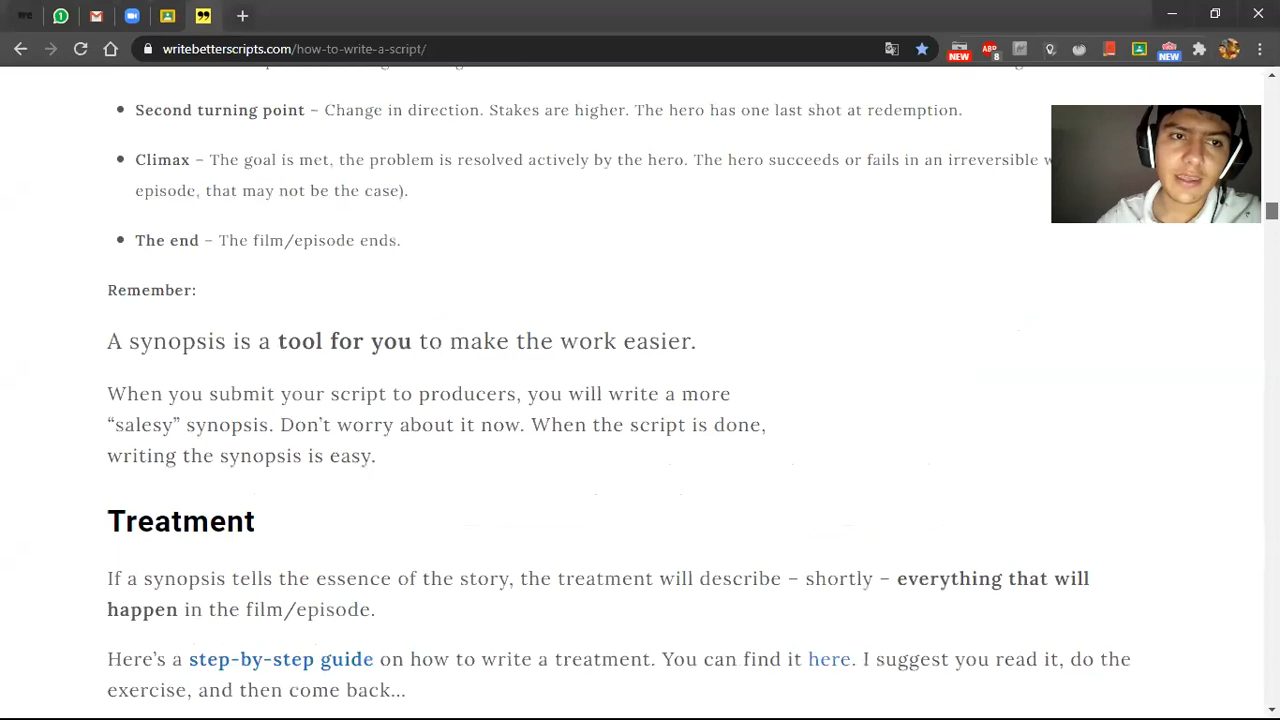 we
writebetterscripts.com/how-to-write-a-script/
NEW
ABP
8
NEW
Second turning point – Change in direction. Stakes are higher. The hero has one last shot at redemption.
Climax – The goal is met, the problem is resolved actively by the hero. The hero succeeds or fails in an irreversible
episode, that may not be the case).
The end – The film/episode ends.
Remember:
A synopsis is a tool for you to make the work easier.
When you submit your script to producers, you will write a more
“salesy” synopsis. Don’t worry about it now. When the script is done,
writing the synopsis is easy.
Treatment
If a synopsis tells the essence of the story, the treatment will describe – shortly – everything that will
happen in the film/episode.
Here’s a step-by-step guide on how to write a treatment. You can find it here. I suggest you read it, do the
exercise, and then come back...